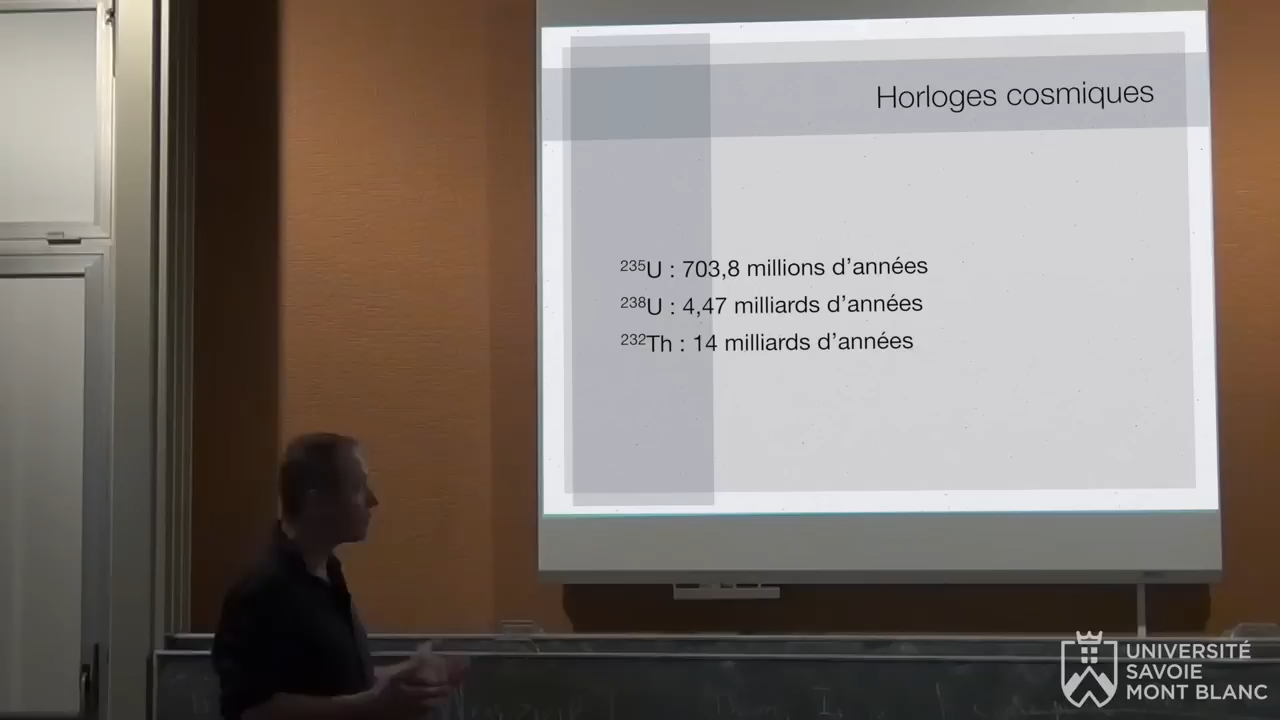 Horloges cosmiques
²³⁵U : 703,8 millions d’années
²³⁸U : 4,47 milliards d’années
²³²Th : 14 milliards d’années
UNIVERSITÉ
SAVOIE
MONT BLANC